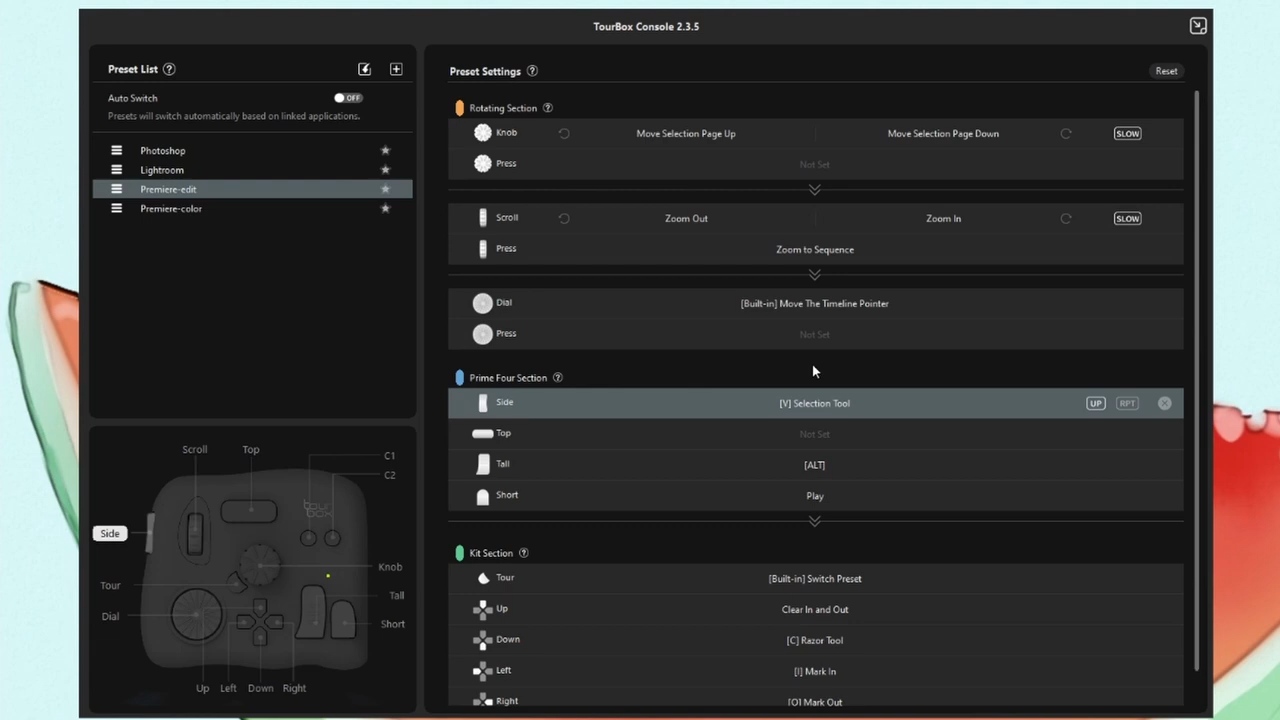 TourBox Console 2.3.5
Preset List ?
Auto Switch OFF
Presets will switch automatically based on linked applications.
Photoshop
Lightroom
Premiere-edit
Premiere-color
Scroll Top
C1
C2
Side
Tour
Knob
Dial
Tall
Short
Up Left Down Right
tour
box
Preset Settings ?
Reset
Rotating Section ?
Knob Move Selection Page Up Move Selection Page Down SLOW
Press Not Set
Scroll Zoom Out Zoom In SLOW
Press Zoom to Sequence
Dial [Built-in] Move The Timeline Pointer
Press Not Set
Prime Four Section ?
Side [V] Selection Tool UP RPT
Top Not Set
Tall [ALT]
Short Play
Kit Section ?
Tour [Built-in] Switch Preset
Up Clear In and Out
Down [C] Razor Tool
Left [I] Mark In
Right [O] Mark Out